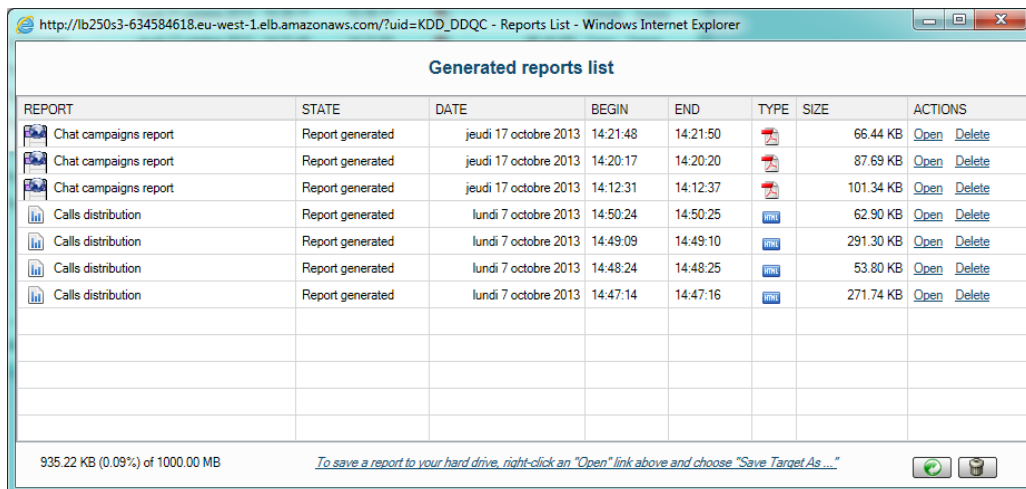 http://lb250s3-634584618.eu-west-1.elb.amazonaws.com/?uid=KDD_DDQC - Reports List - Windows Internet Explorer
Generated reports list
REPORT STATE DATE BEGIN END TYPE SIZE ACTIONS
Chat campaigns report Report generated jeudi 17 octobre 2013 14:21:48 14:21:50 66.44 KB Open Delete
Chat campaigns report Report generated jeudi 17 octobre 2013 14:20:17 14:20:20 87.69 KB Open Delete
Chat campaigns report Report generated jeudi 17 octobre 2013 14:12:31 14:12:37 101.34 KB Open Delete
Calls distribution Report generated lundi 7 octobre 2013 14:50:24 14:50:25 HTML 62.90 KB Open Delete
Calls distribution Report generated lundi 7 octobre 2013 14:49:09 14:49:10 HTML 291.30 KB Open Delete
Calls distribution Report generated lundi 7 octobre 2013 14:48:24 14:48:25 HTML 53.80 KB Open Delete
Calls distribution Report generated lundi 7 octobre 2013 14:47:14 14:47:16 HTML 271.74 KB Open Delete
935.22 KB (0.09%) of 1000.00 MB To save a report to your hard drive, right-click an "Open" link above and choose "Save Target As ..."